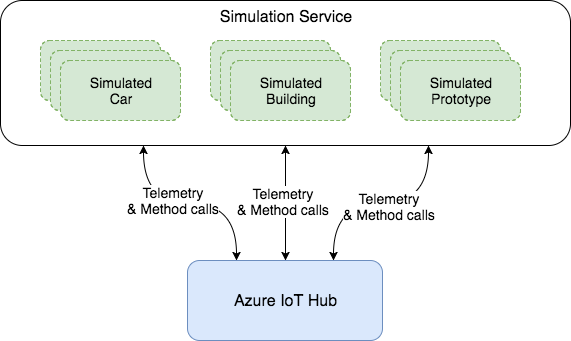 Simulation Service
Simulated
Car
Simulated
Building
Simulated
Prototype
Telemetry
& Method calls
Telemetry
& Method calls
Telemetry
& Method calls
Azure IoT Hub